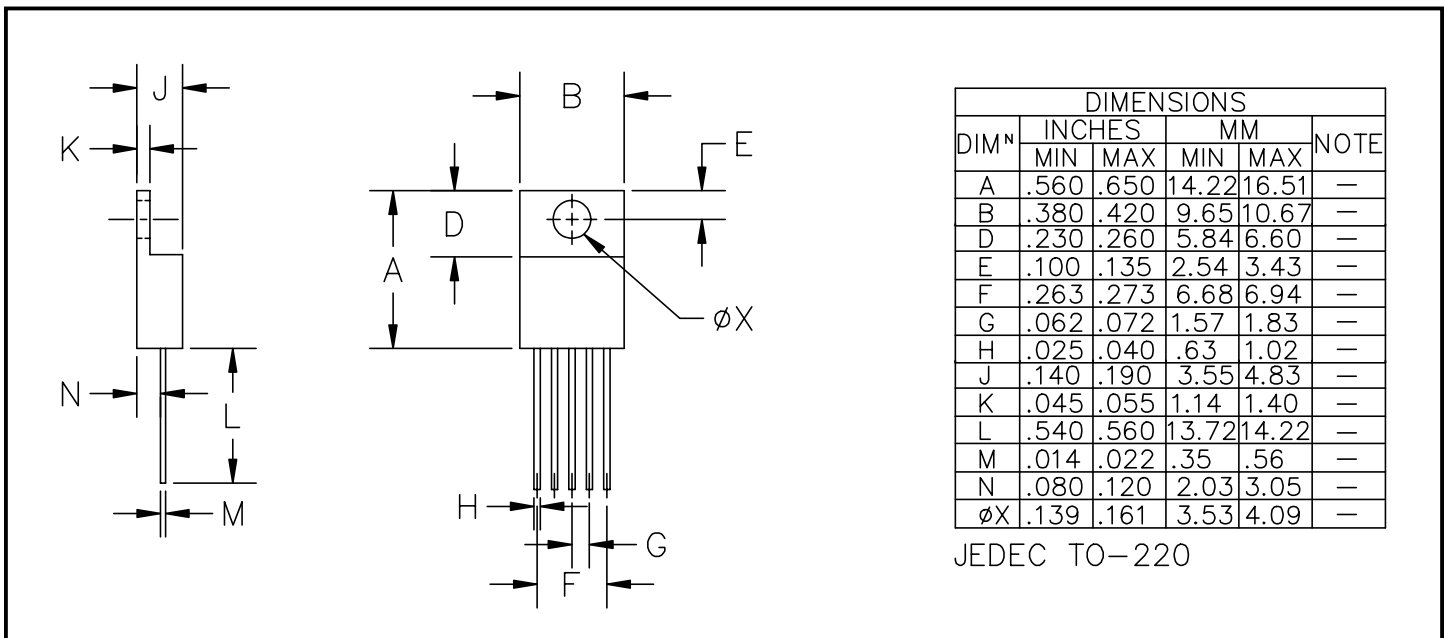 J
B
K
E
D
A
øX
N
L
H
M
G
F
DIMENSIONS
DIMᴺ INCHES MM NOTE
MIN MAX MIN MAX
A .560 .650 14.22 16.51 —
B .380 .420 9.65 10.67 —
D .230 .260 5.84 6.60 —
E .100 .135 2.54 3.43 —
F .263 .273 6.68 6.94 —
G .062 .072 1.57 1.83 —
H .025 .040 .63 1.02 —
J .140 .190 3.55 4.83 —
K .045 .055 1.14 1.40 —
L .540 .560 13.72 14.22 —
M .014 .022 .35 .56 —
N .080 .120 2.03 3.05 —
øX .139 .161 3.53 4.09 —
JEDEC TO-220